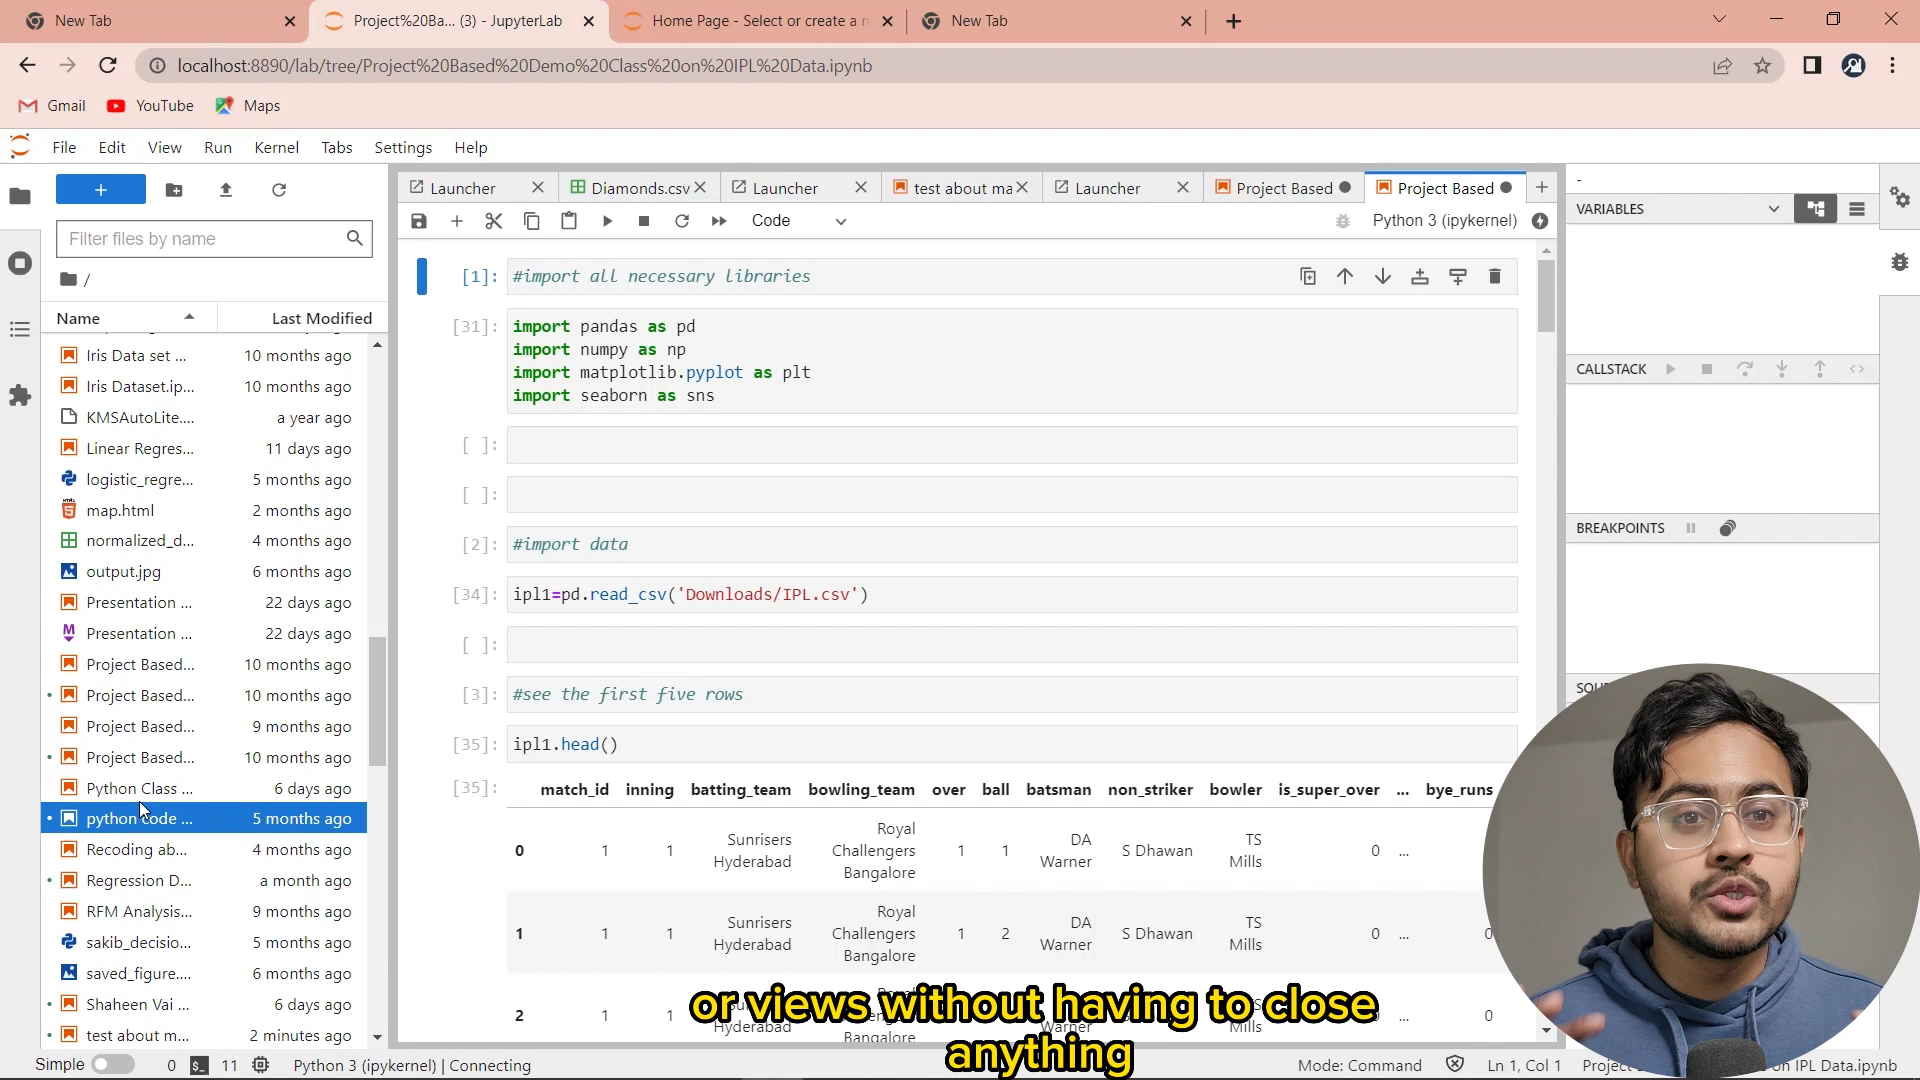 New Tab
Project%20Ba... (3) - JupyterLab
Home Page - Select or create a n
New Tab
localhost:8890/lab/tree/Project%20Based%20Demo%20Class%20on%20IPL%20Data.ipynb
Gmail YouTube Maps
File Edit View Run Kernel Tabs Settings Help
Launcher Diamonds.csv Launcher test about ma Launcher Project Based Project Based
Code Python 3 (ipykernel)
Filter files by name
/
Name Last Modified
Iris Data set ... 10 months ago
Iris Dataset.ip... 10 months ago
KMSAutoLite.... a year ago
Linear Regres... 11 days ago
logistic_regre... 5 months ago
map.html 2 months ago
normalized_d... 4 months ago
output.jpg 6 months ago
Presentation ... 22 days ago
Presentation ... 22 days ago
Project Based... 10 months ago
Project Based... 10 months ago
Project Based... 9 months ago
Project Based... 10 months ago
Python Class ... 6 days ago
python code ... 5 months ago
Recoding ab... 4 months ago
Regression D... a month ago
RFM Analysis... 9 months ago
sakib_decisio... 5 months ago
saved_figure.... 6 months ago
Shaheen Vai ... 6 days ago
test about m... 2 minutes ago
[1]: #import all necessary libraries
[31]: import pandas as pd
import numpy as np
import matplotlib.pyplot as plt
import seaborn as sns
[ ]:
[ ]:
[2]: #import data
[34]: ipl1=pd.read_csv('Downloads/IPL.csv')
[ ]:
[3]: #see the first five rows
[35]: ipl1.head()
[35]: match_id inning batting_team bowling_team over ball batsman non_striker bowler is_super_over ... bye_runs
0 1 1 Sunrisers Hyderabad Royal Challengers Bangalore 1 1 DA Warner S Dhawan TS Mills 0 ...
1 1 1 Sunrisers Hyderabad Royal Challengers Bangalore 1 2 DA Warner S Dhawan TS Mills 0 ... 0
2 1 1 0
-
VARIABLES
CALLSTACK
BREAKPOINTS
or views without having to close
anything
Simple 0 11 Python 3 (ipykernel) | Connecting
Mode: Command Ln 1, Col 1 on IPL Data.ipynb